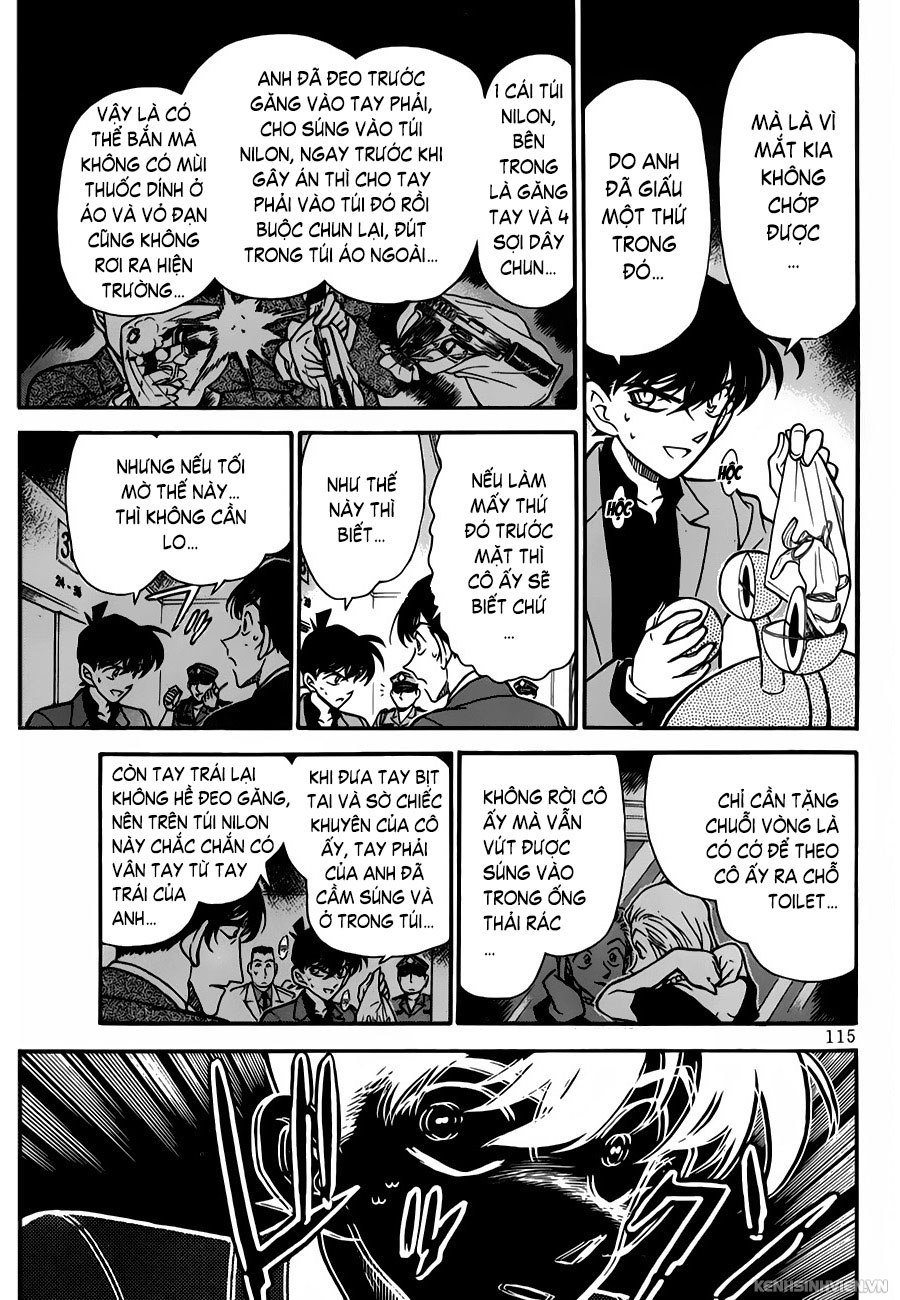 MÀ LÀ VÌ
MẮT KIA
KHÔNG
CHỚP
ĐƯỢC
...
DO ANH
ĐÃ GIẤU
MỘT THỨ
TRONG
ĐÓ...
HỘC
HỘC
1 CÁI TÚI
NILON,
BÊN
TRONG
LÀ GĂNG
TAY VÀ 4
SỢI DÂY
CHUN...
ANH ĐÃ ĐEO TRƯỚC
GĂNG VÀO TAY PHẢI,
CHO SÚNG VÀO TÚI
NILON, NGAY TRƯỚC KHI
GÂY ÁN THÌ CHO TAY
PHẢI VÀO TÚI ĐÓ RỒI
BUỘC CHUN LẠI, ĐÚT
TRONG TÚI ÁO NGOÀI...
VẬY LÀ CÓ
THỂ BẮN MÀ
KHÔNG CÓ MÙI
THUỐC DÍNH Ở
ÁO VÀ VỎ ĐẠN
CŨNG KHÔNG
RƠI RA HIỆN
TRƯỜNG...
NẾU LÀM
MẤY THỨ
ĐÓ TRƯỚC
MẶT THÌ
CÔ ẤY SẼ
BIẾT CHỨ
...
NHƯ THẾ
NÀY THÌ
BIẾT...
NHƯNG NẾU TỐI
MỜ THẾ NÀY...
THÌ KHÔNG CẦN
LO...
CHỈ CẦN TẶNG
CHUỖI VÒNG LÀ
CÓ CỚ ĐỂ THEO
CÔ ẤY RA CHỖ
TOILET...
KHÔNG RỜI CÔ
ẤY MÀ VẪN
VỨT ĐƯỢC
SÚNG VÀO
TRONG ỐNG
THẢI RÁC
...
KHI ĐƯA TAY BỊT
TAI VÀ SỜ CHIẾC
KHUYÊN CỦA CÔ
ẤY, TAY PHẢI
CỦA ANH ĐÃ
CẦM SÚNG VÀ
Ở TRONG TÚI...
CÒN TAY TRÁI LẠI
KHÔNG HỀ ĐEO GĂNG,
NÊN TRÊN TÚI NILON
NÀY CHẮC CHẮN CÓ
VÂN TAY TỪ TAY
TRÁI CỦA
ANH...
115
KENHSINHVIEN.VN